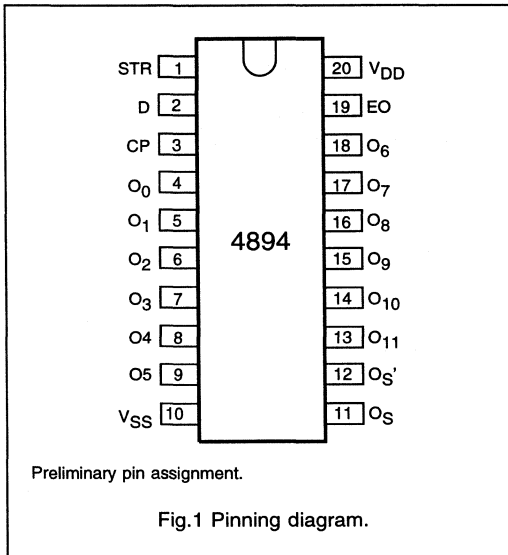 STR 1 20 VDD
D 2 19 EO
CP 3 18 O6
O0 4 17 O7
O1 5 16 O8
O2 6 15 O9
O3 7 14 O10
O4 8 13 O11
O5 9 12 OS'
VSS 10 11 OS
4894
Preliminary pin assignment.
Fig.1 Pinning diagram.